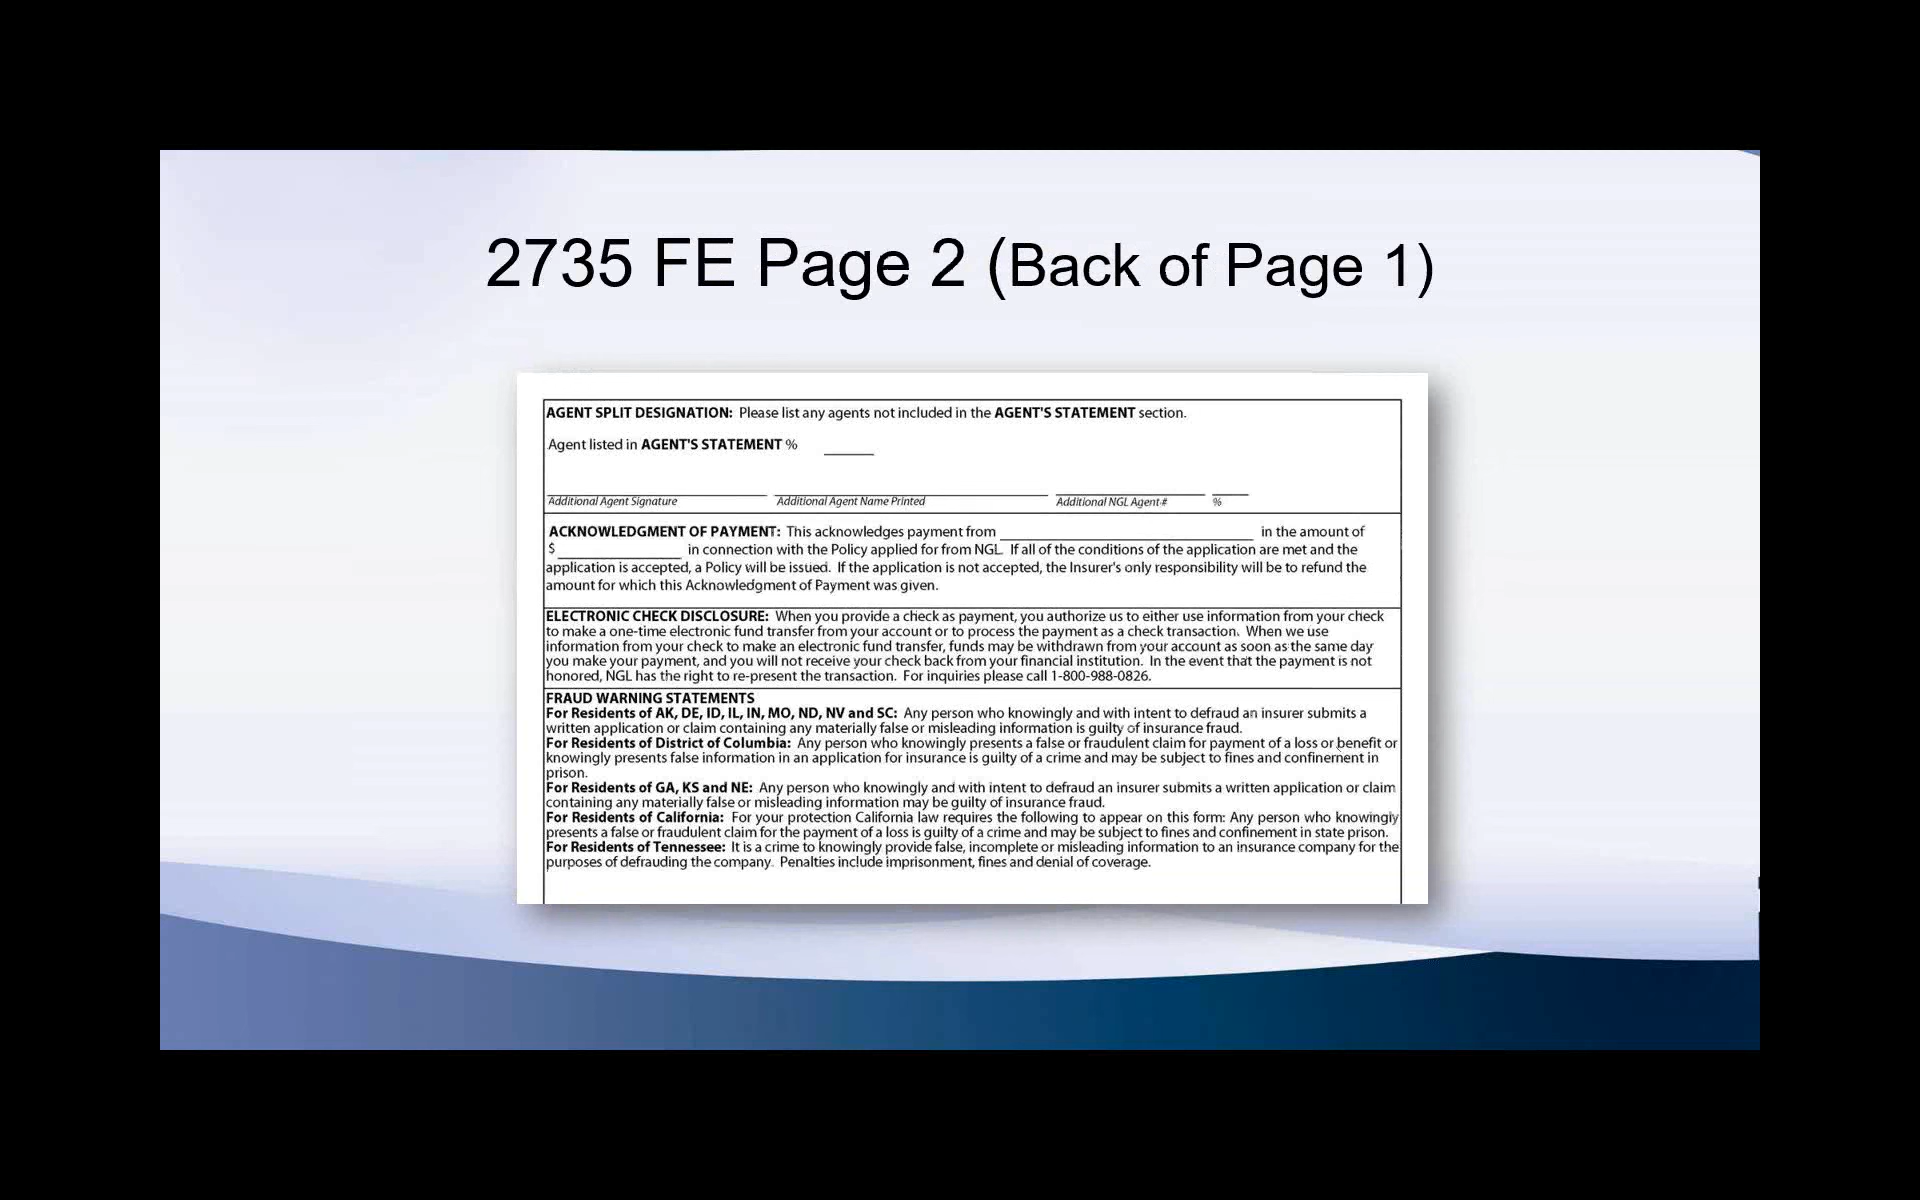 2735 FE Page 2 (Back of Page 1)
AGENT SPLIT DESIGNATION: Please list any agents not included in the AGENT'S STATEMENT section.
Agent listed in AGENT'S STATEMENT %
Additional Agent Signature Additional Agent Name Printed Additional NGL Agent # %
ACKNOWLEDGMENT OF PAYMENT: This acknowledges payment from in the amount of
$ in connection with the Policy applied for from NGL. If all of the conditions of the application are met and the
application is accepted, a Policy will be issued. If the application is not accepted, the Insurer's only responsibility will be to refund the
amount for which this Acknowledgment of Payment was given.
ELECTRONIC CHECK DISCLOSURE: When you provide a check as payment, you authorize us to either use information from your check
to make a one-time electronic fund transfer from your account or to process the payment as a check transaction. When we use
information from your check to make an electronic fund transfer, funds may be withdrawn from your account as soon as the same day
you make your payment, and you will not receive your check back from your financial institution. In the event that the payment is not
honored, NGL has the right to re-present the transaction. For inquiries please call 1-800-988-0826.
FRAUD WARNING STATEMENTS
For Residents of AK, DE, ID, IL, IN, MO, ND, NV and SC: Any person who knowingly and with intent to defraud an insurer submits a
written application or claim containing any materially false or misleading information is guilty of insurance fraud.
For Residents of District of Columbia: Any person who knowingly presents a false or fraudulent claim for payment of a loss or benefit or
knowingly presents false information in an application for insurance is guilty of a crime and may be subject to fines and confinement in
prison.
For Residents of GA, KS and NE: Any person who knowingly and with intent to defraud an insurer submits a written application or claim
containing any materially false or misleading information may be guilty of insurance fraud.
For Residents of California: For your protection California law requires the following to appear on this form: Any person who knowingly
presents a false or fraudulent claim for the payment of a loss is guilty of a crime and may be subject to fines and confinement in state prison.
For Residents of Tennessee: It is a crime to knowingly provide false, incomplete or misleading information to an insurance company for the
purposes of defrauding the company. Penalties include imprisonment, fines and denial of coverage.